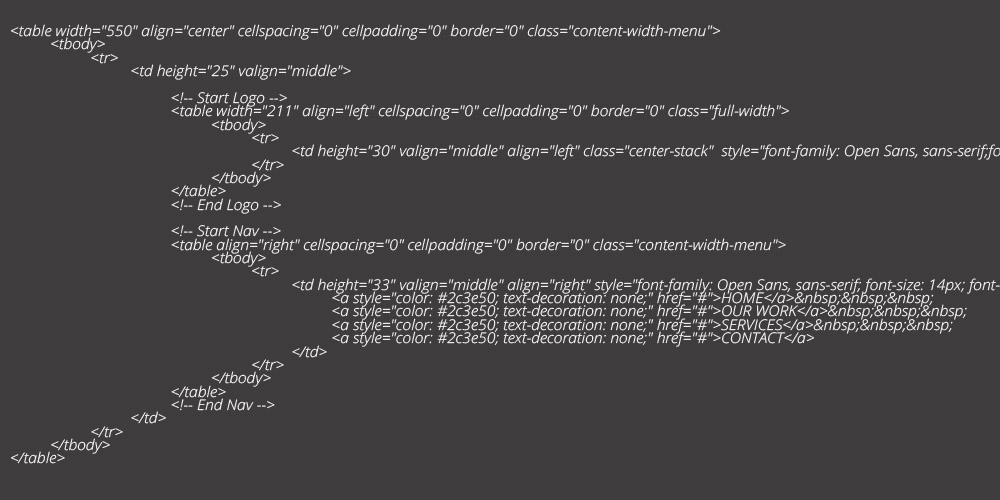 <table width="550" align="center" cellspacing="0" cellpadding="0" border="0" class="content-width-menu">
<tbody>
<tr>
<td height="25" valign="middle">
<!-- Start Logo -->
<table width="211" align="left" cellspacing="0" cellpadding="0" border="0" class="full-width">
<tbody>
<tr>
<td height="30" valign="middle" align="left" class="center-stack"  style="font-family: Open Sans, sans-serif;fo
</tr>
</tbody>
</table>
<!-- End Logo -->
<!-- Start Nav -->
<table align="right" cellspacing="0" cellpadding="0" border="0" class="content-width-menu">
<tbody>
<tr>
<td height="33" valign="middle" align="right" style="font-family: Open Sans, sans-serif; font-size: 14px; font-
<a style="color: #2c3e50; text-decoration: none;" href="#">HOME</a>&nbsp;&nbsp;&nbsp;
<a style="color: #2c3e50; text-decoration: none;" href="#">OUR WORK</a>&nbsp;&nbsp;&nbsp;
<a style="color: #2c3e50; text-decoration: none;" href="#">SERVICES</a>&nbsp;&nbsp;&nbsp;
<a style="color: #2c3e50; text-decoration: none;" href="#">CONTACT</a>
</td>
</tr>
</tbody>
</table>
<!-- End Nav -->
</td>
</tr>
</tbody>
</table>